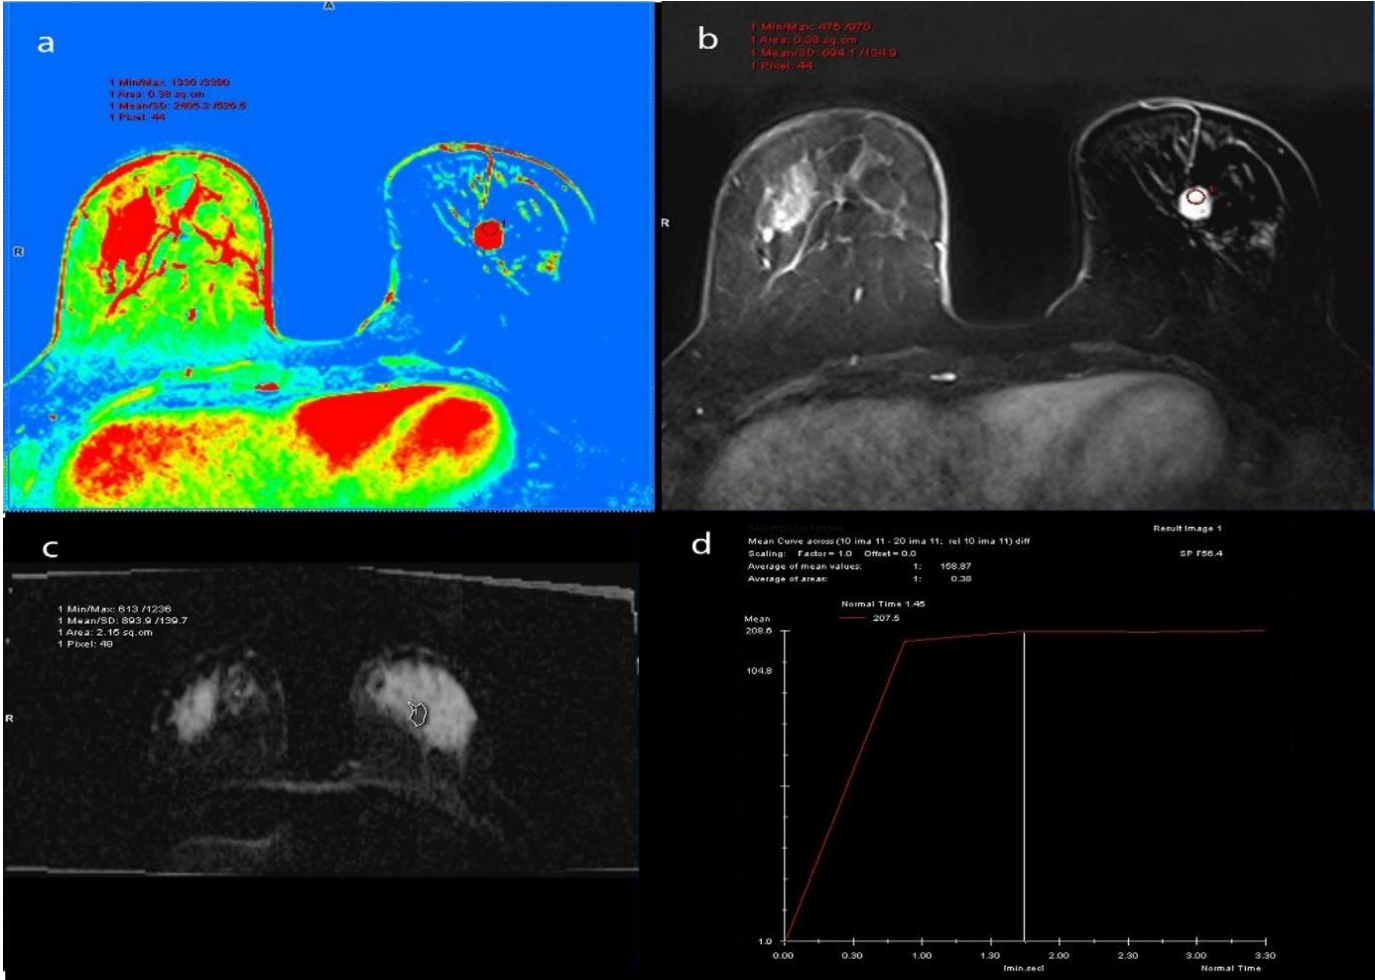 A
a
1 Min/Max: 1330 /3380
1 Area: 0.38 sq.cm
1 Mean/SD: 2405.2 /526.5
1 Pixel: 44
1
R
b
1 Min/Max: 476 /970
1 Area: 0.38 sq.cm
1 Mean/SD: 694.1 /134.9
1 Pixel: 44
1
R
c
1 Min/Max: 613 /1236
1 Mean/SD: 893.9 /139.7
1 Area: 2.15 sq.cm
1 Pixel: 48
R
d
Result Image 1
Mean Curve across (10 ima 11 - 20 ima 11; rel 10 ima 11) diff
Scaling: Factor = 1.0 Offset = 0.0
SP F56.4
Average of mean values: 1: 158.87
Average of areas: 1: 0.38
Normal Time 1.45
Mean
207.5
208.6
104.8
1.0
0.00 0.30 1.00 1.30 2.00 2.30 3.00 3.30
[min.sec] Normal Time